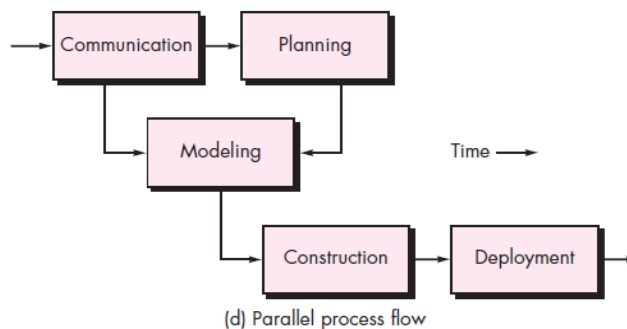 Communication
Planning
Modeling
Time
Construction
Deployment
(d) Parallel process flow